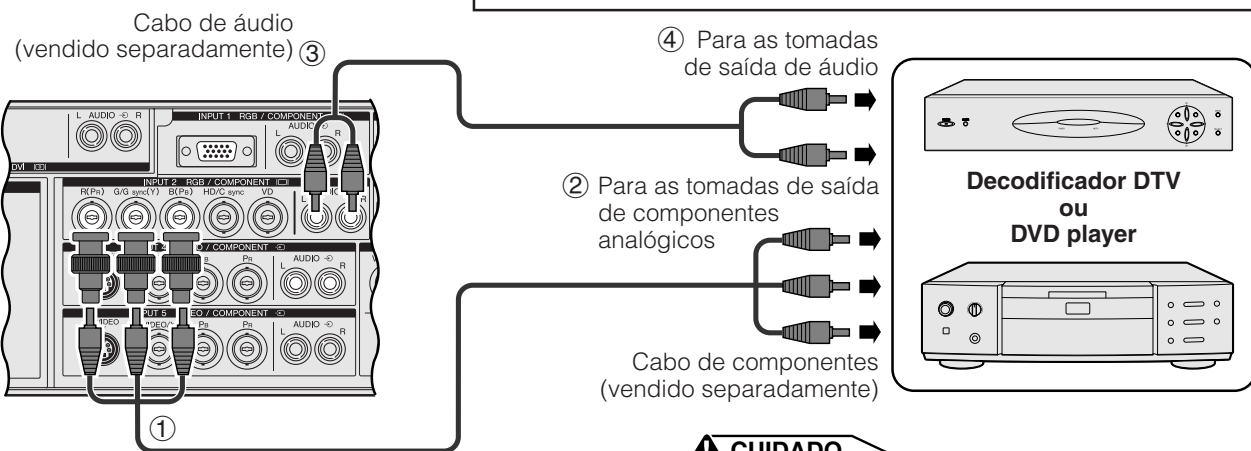 Cabo de áudio
(vendido separadamente) ③
④ Para as tomadas
de saída de áudio
L AUDIO R
INPUT 1 RGB / COMPONENT
AUDIO
L R
DVI
INPUT 2 RGB / COMPONENT
R(PR) G/G sync(Y) B(PB) HD/C sync VD
L R
② Para as tomadas de saída
de componentes
analógicos
Decodificador DTV
ou
DVD player
/ COMPONENT
PR
L AUDIO R
COMPONENT
PB PR
L AUDIO R
Cabo de componentes
(vendido separadamente)
①
CUIDADO